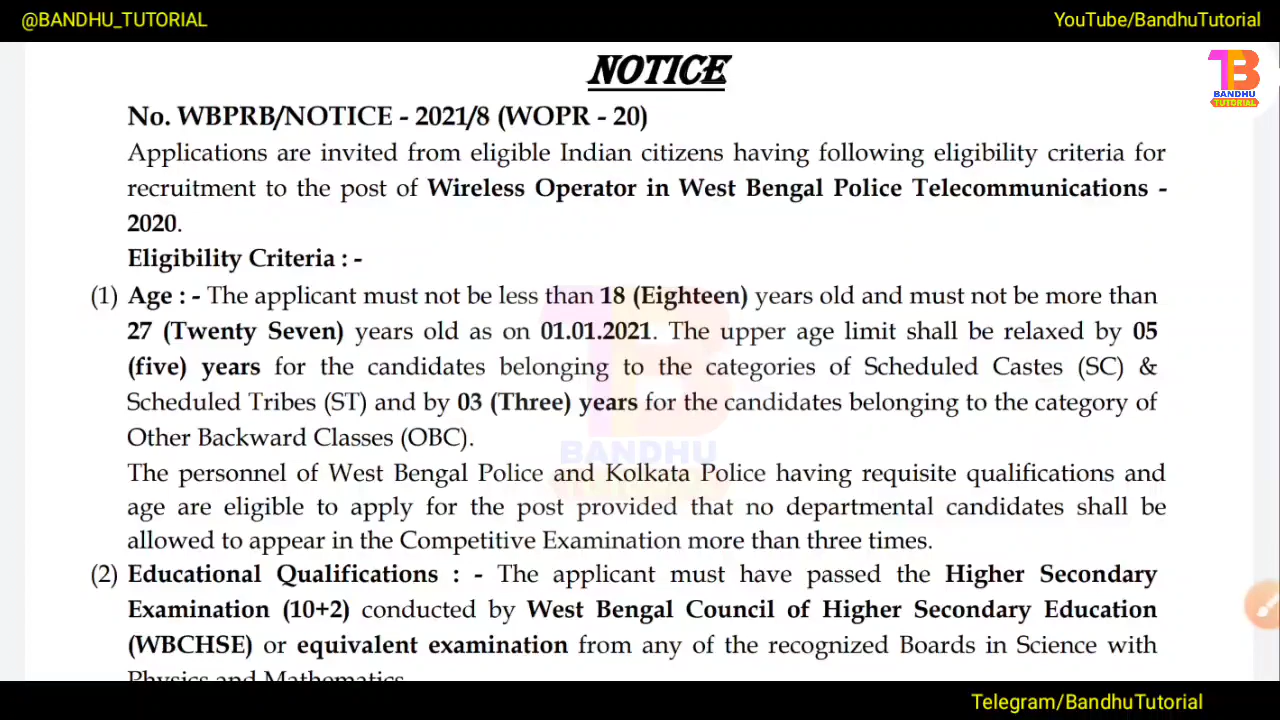 @BANDHU_TUTORIAL
YouTube/BandhuTutorial
NOTICE
BANDHU
TUTORIAL
No. WBPRB/NOTICE - 2021/8 (WOPR - 20)
Applications are invited from eligible Indian citizens having following eligibility criteria for
recruitment to the post of Wireless Operator in West Bengal Police Telecommunications -
2020.
Eligibility Criteria : -
(1) Age : - The applicant must not be less than 18 (Eighteen) years old and must not be more than
27 (Twenty Seven) years old as on 01.01.2021. The upper age limit shall be relaxed by 05
(five) years for the candidates belonging to the categories of Scheduled Castes (SC) &
Scheduled Tribes (ST) and by 03 (Three) years for the candidates belonging to the category of
Other Backward Classes (OBC).
BANDHU
The personnel of West Bengal Police and Kolkata Police having requisite qualifications and
age are eligible to apply for the post provided that no departmental candidates shall be
allowed to appear in the Competitive Examination more than three times.
(2) Educational Qualifications : - The applicant must have passed the Higher Secondary
Examination (10+2) conducted by West Bengal Council of Higher Secondary Education
(WBCHSE) or equivalent examination from any of the recognized Boards in Science with
Physics and Mathematics
Telegram/BandhuTutorial